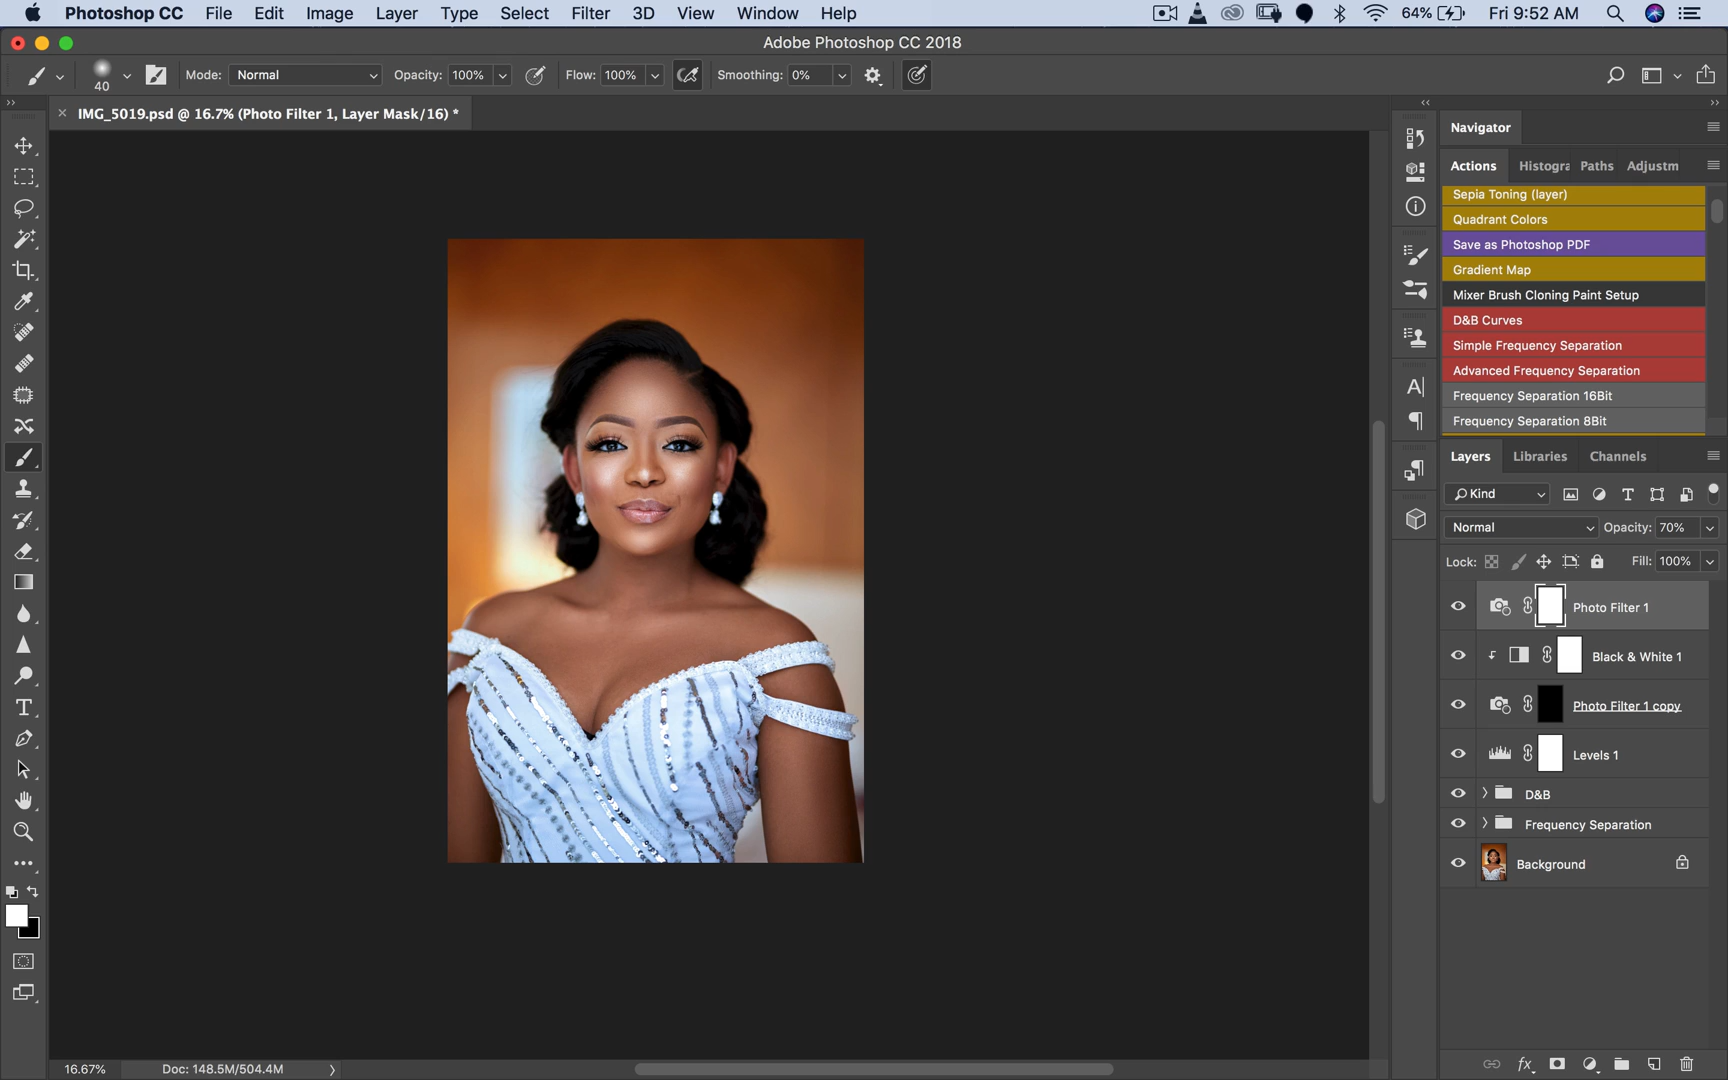 Photoshop CC File Edit Image Layer Type Select Filter 3D View Window Help 64% Fri 9:52 AM
Adobe Photoshop CC 2018
40 Mode: Normal Opacity: 100% Flow: 100% Smoothing: 0%
IMG_5019.psd @ 16.7% (Photo Filter 1, Layer Mask/16) *
Navigator
Actions Histogra Paths Adjustm
Sepia Toning (layer)
Quadrant Colors
Save as Photoshop PDF
Gradient Map
Mixer Brush Cloning Paint Setup
D&B Curves
Simple Frequency Separation
Advanced Frequency Separation
Frequency Separation 16Bit
Frequency Separation 8Bit
Layers Libraries Channels
Kind
Normal Opacity: 70%
Lock: Fill: 100%
Photo Filter 1
Black & White 1
Photo Filter 1 copy
Levels 1
D&B
Frequency Separation
Background
16.67% Doc: 148.5M/504.4M